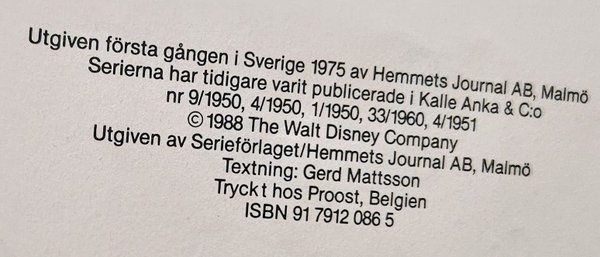 Utgiven första gången i Sverige 1975 av Hemmets Journal AB, Malmö
Serierna har tidigare varit publicerade i Kalle Anka & C:o
nr 9/1950, 4/1950, 1/1950, 33/1960, 4/1951
© 1988 The Walt Disney Company
Utgiven av Serieförlaget/Hemmets Journal AB, Malmö
Textning: Gerd Mattsson
Tryckt hos Proost, Belgien
ISBN 91 7912 086 5